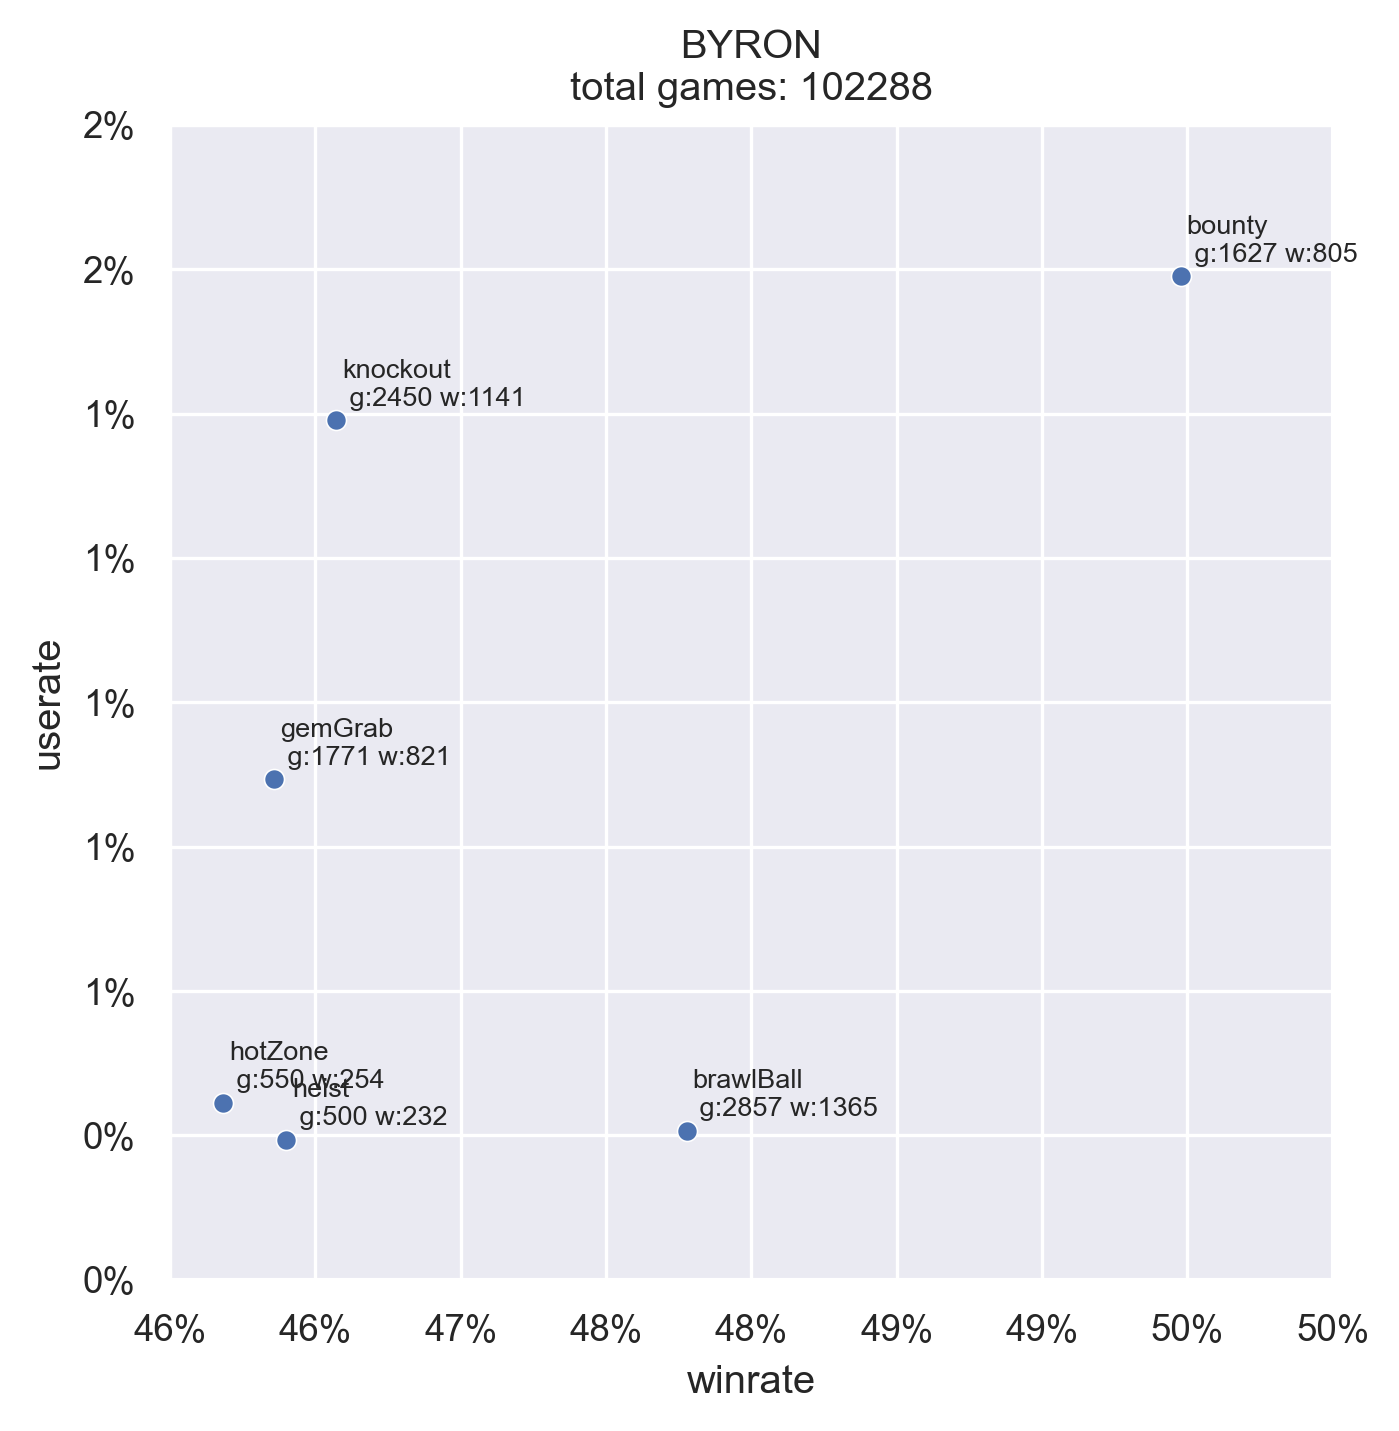 BYRON
total games: 102288
2%
2%
1%
1%
1%
1%
1%
0%
0%
userate
bounty
g:1627 w:805
knockout
g:2450 w:1141
gemGrab
g:1771 w:821
hotZone
g:550 w:254
heist
g:500 w:232
brawlBall
g:2857 w:1365
46%
46%
47%
48%
48%
49%
49%
50%
50%
winrate